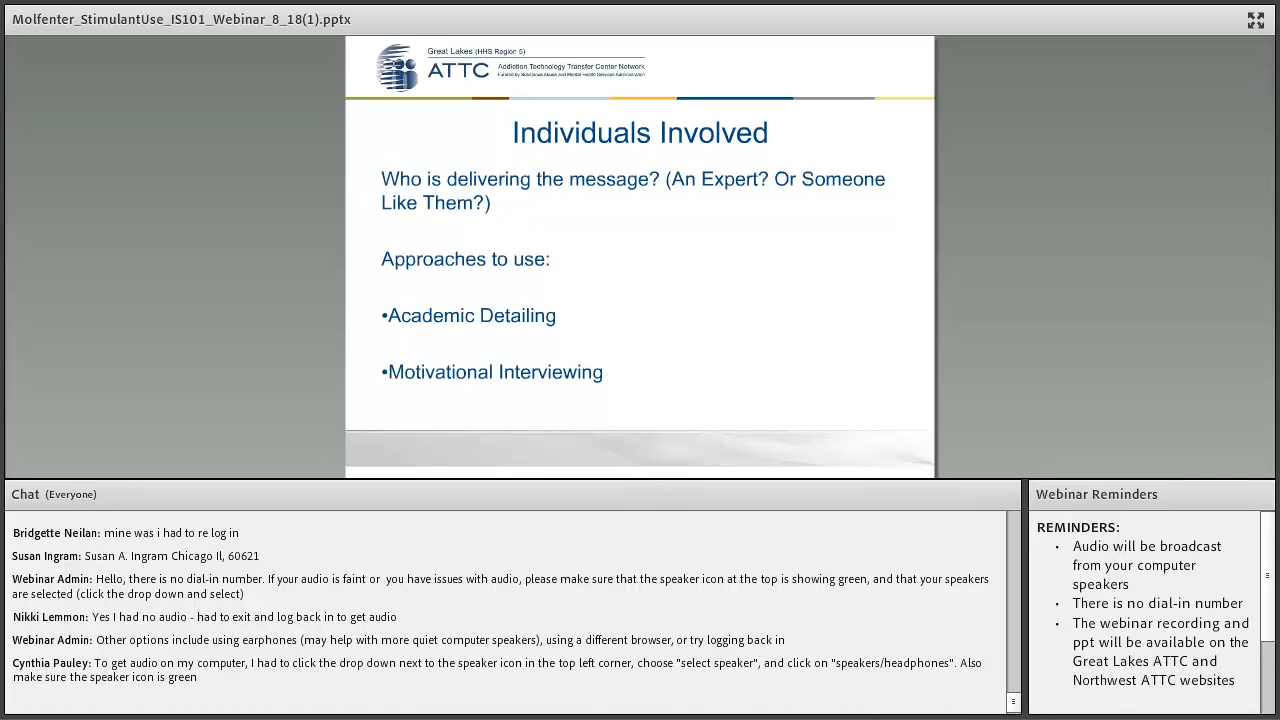 Molfenter_StimulantUse_IS101_Webinar_8_18(1).pptx
Great Lakes (HHS Region 5)
ATTC Addiction Technology Transfer Center Network
Funded by Substance Abuse and Mental Health Services Administration
Individuals Involved
Who is delivering the message? (An Expert? Or Someone
Like Them?)
Approaches to use:
•Academic Detailing
•Motivational Interviewing
Chat (Everyone)
Bridgette Neilan: mine was i had to re log in
Susan Ingram: Susan A. Ingram Chicago Il, 60621
Webinar Admin: Hello, there is no dial-in number. If your audio is faint or  you have issues with audio, please make sure that the speaker icon at the top is showing green, and that your speakers
are selected (click the drop down and select)
Nikki Lemmon: Yes I had no audio - had to exit and log back in to get audio
Webinar Admin: Other options include using earphones (may help with more quiet computer speakers), using a different browser, or try logging back in
Cynthia Pauley: To get audio on my computer, I had to click the drop down next to the speaker icon in the top left corner, choose "select speaker", and click on "speakers/headphones". Also
make sure the speaker icon is green
Webinar Reminders
REMINDERS:
• Audio will be broadcast
from your computer
speakers
• There is no dial-in number
• The webinar recording and
ppt will be available on the
Great Lakes ATTC and
Northwest ATTC websites